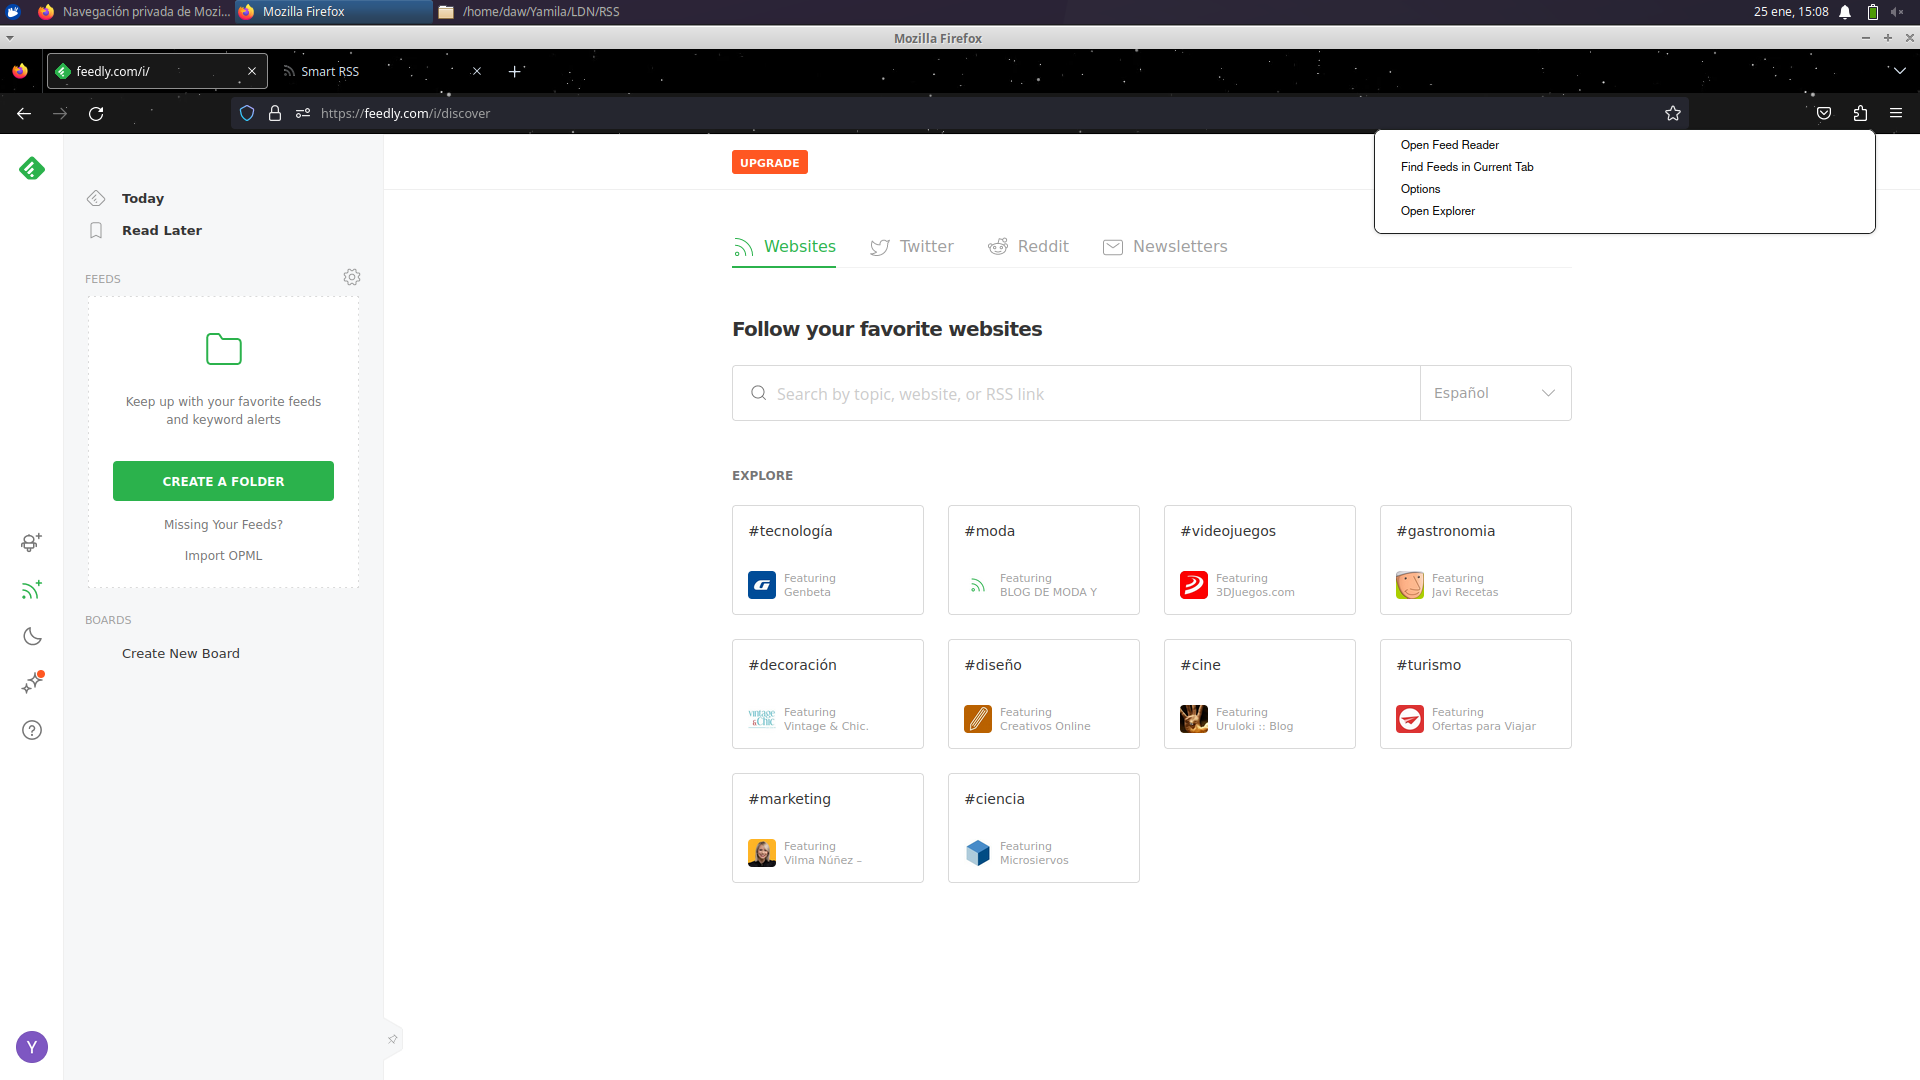 Navegación privada de Mozi...
Mozilla Firefox
/home/daw/Yamila/LDN/RSS
25 ene, 15:08
Mozilla Firefox
feedly.com/i/
Smart RSS
https://feedly.com/i/discover
Open Feed Reader
Find Feeds in Current Tab
Options
Open Explorer
UPGRADE
Today
Read Later
FEEDS
Keep up with your favorite feeds
and keyword alerts
CREATE A FOLDER
Missing Your Feeds?
Import OPML
BOARDS
Create New Board
Y
Websites
Twitter
Reddit
Newsletters
Follow your favorite websites
Search by topic, website, or RSS link
Español
EXPLORE
#tecnología
Featuring
Genbeta
#moda
Featuring
BLOG DE MODA Y
#videojuegos
Featuring
3DJuegos.com
#gastronomia
Featuring
Javi Recetas
#decoración
vintage
&Chic
Featuring
Vintage & Chic.
#diseño
Featuring
Creativos Online
#cine
Featuring
Uruloki :: Blog
#turismo
Featuring
Ofertas para Viajar
#marketing
Featuring
Vilma Núñez –
#ciencia
Featuring
Microsiervos